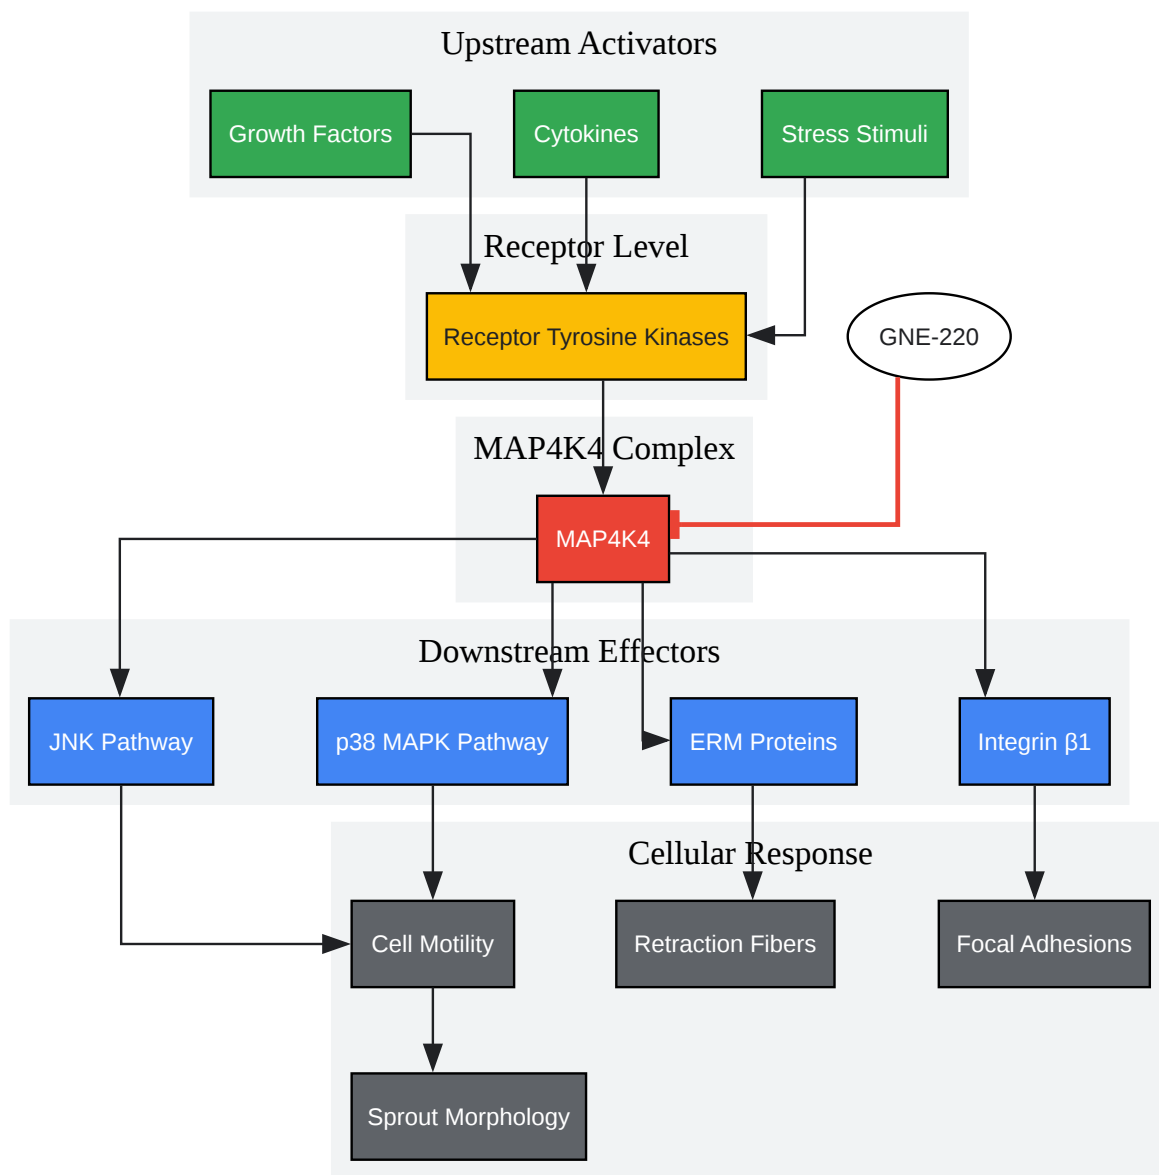 Upstream Activators
Growth Factors
Cytokines
Stress Stimuli
Receptor Level
Receptor Tyrosine Kinases
GNE-220
MAP4K4 Complex
MAP4K4
Downstream Effectors
JNK Pathway
p38 MAPK Pathway
ERM Proteins
Integrin β1
Cellular Response
Cell Motility
Retraction Fibers
Focal Adhesions
Sprout Morphology